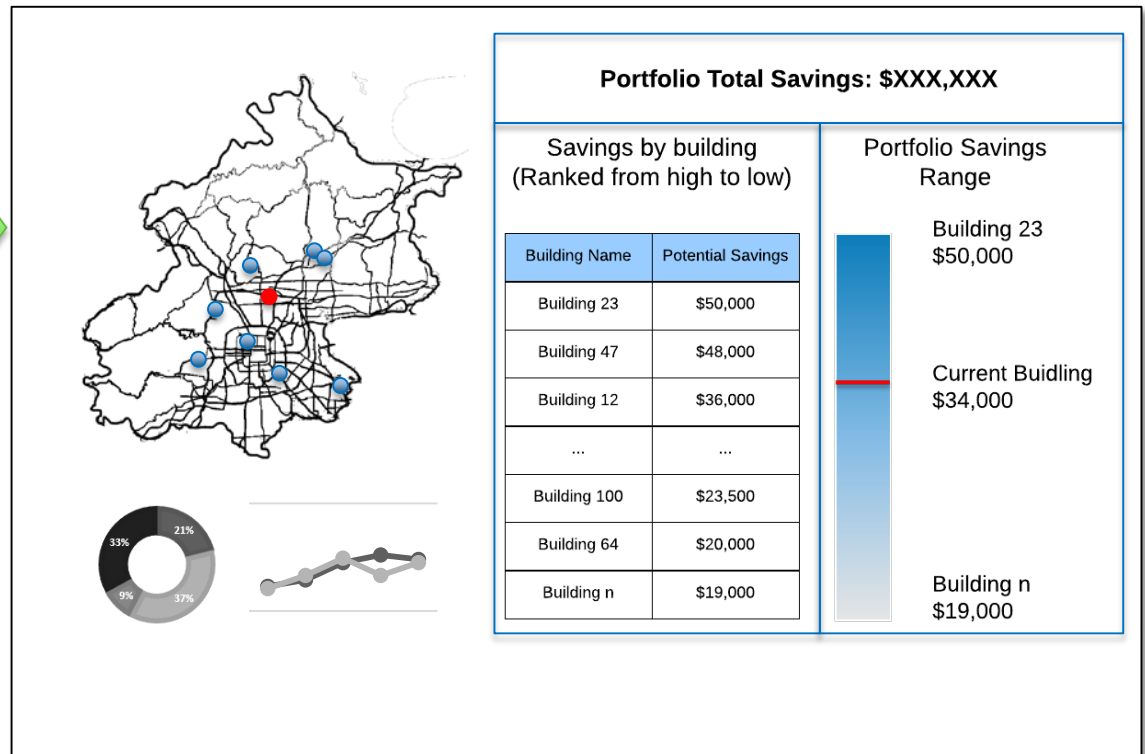 Portfolio Total Savings: $XXX,XXX
Savings by building
(Ranked from high to low)
Building Name Potential Savings
Building 23 $50,000
Building 47 $48,000
Building 12 $36,000
... ...
Building 100 $23,500
Building 64 $20,000
Building n $19,000
Portfolio Savings
Range
Building 23
$50,000
Current Buidling
$34,000
Building n
$19,000
33%
21%
9%
37%